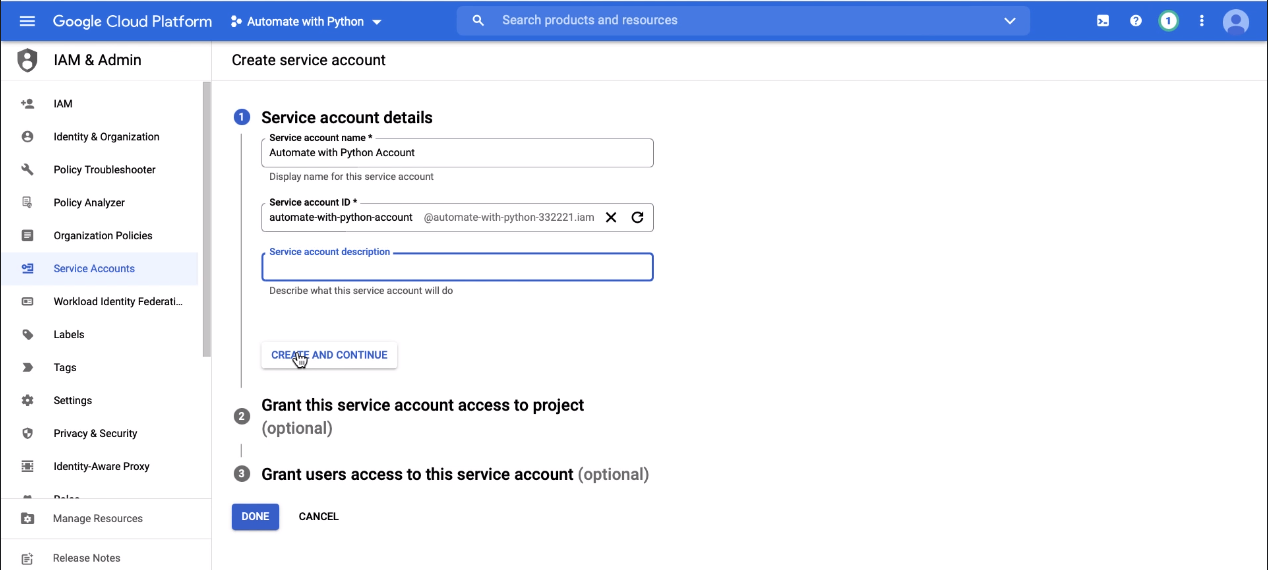 Google Cloud Platform
Automate with Python
Search products and resources
1
IAM & Admin
Create service account
IAM
Identity & Organization
Policy Troubleshooter
Policy Analyzer
Organization Policies
Service Accounts
Workload Identity Federati...
Labels
Tags
Settings
Privacy & Security
Identity-Aware Proxy
Roles
Manage Resources
Release Notes
1 Service account details
Service account name *
Automate with Python Account
Display name for this service account
Service account ID *
automate-with-python-account @automate-with-python-332221.iam
Service account description
Describe what this service account will do
CREATE AND CONTINUE
2 Grant this service account access to project
(optional)
3 Grant users access to this service account (optional)
DONE CANCEL